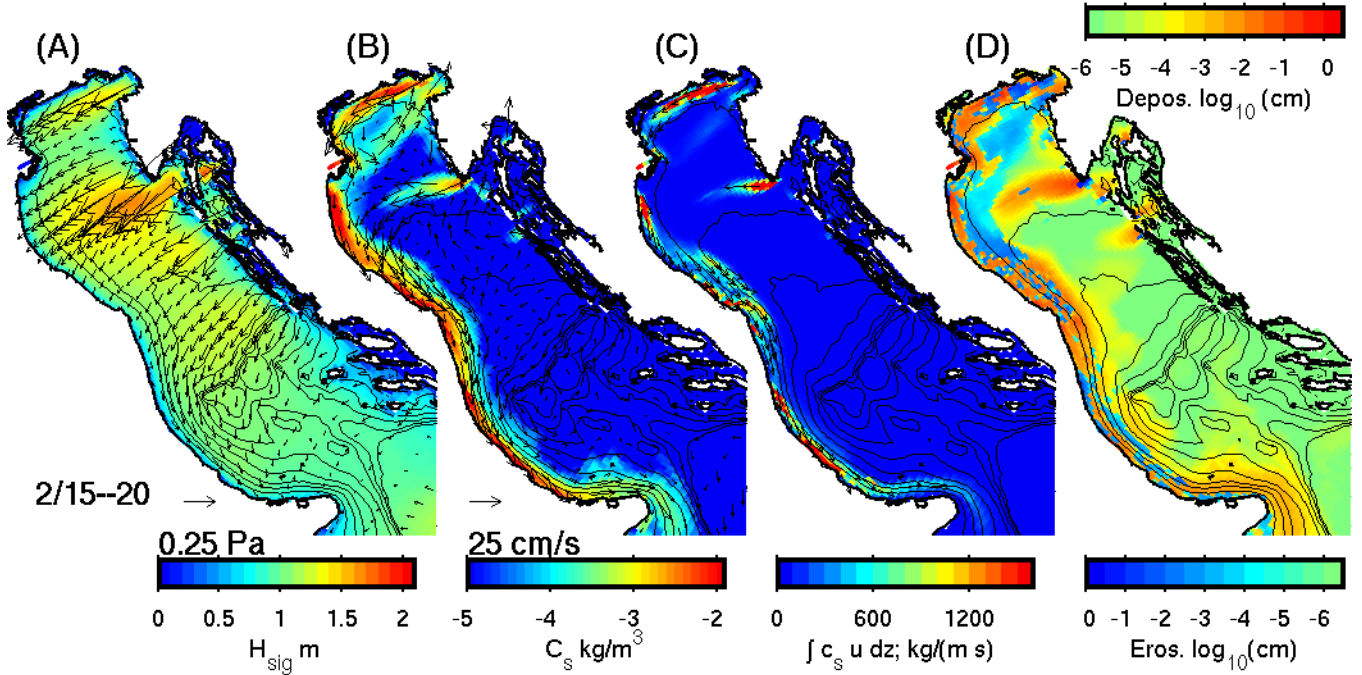 (A) (B) (C) (D)
-6 -5 -4 -3 -2 -1 0
Depos. log10 (cm)
2/15--20
0.25 Pa
25 cm/s
0 0.5 1 1.5 2
Hsig m
-5 -4 -3 -2
Cs kg/m3
0 600 1200
∫ cs u dz; kg/(m s)
0 -1 -2 -3 -4 -5 -6
Eros. log10(cm)